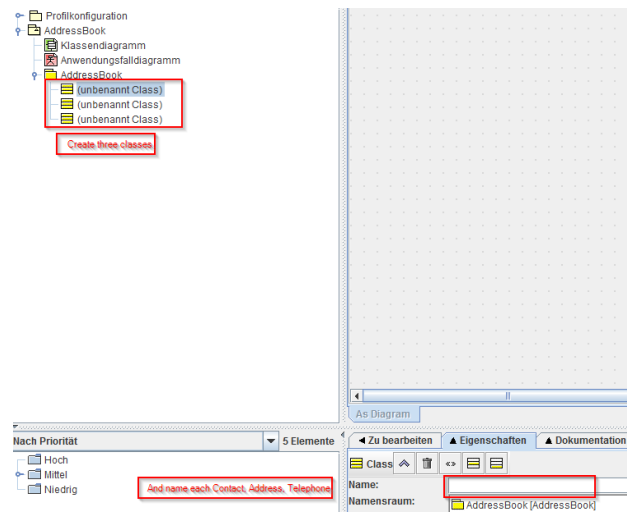 Profilkonfiguration
AddressBook
Klassendiagramm
Anwendungsfalldiagramm
AddressBook
(unbenannt Class)
(unbenannt Class)
(unbenannt Class)
Create three classes
As Diagram
Nach Priorität
5 Elemente
Zu bearbeiten
Eigenschaften
Dokumentation
Hoch
Mittel
Niedrig
And name each Contact, Address, Telephone
Class
Name:
Namensraum:
AddressBook [AddressBook]